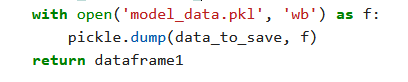 with open('model_data.pkl', 'wb') as f:
    pickle.dump(data_to_save, f)
return dataframe1